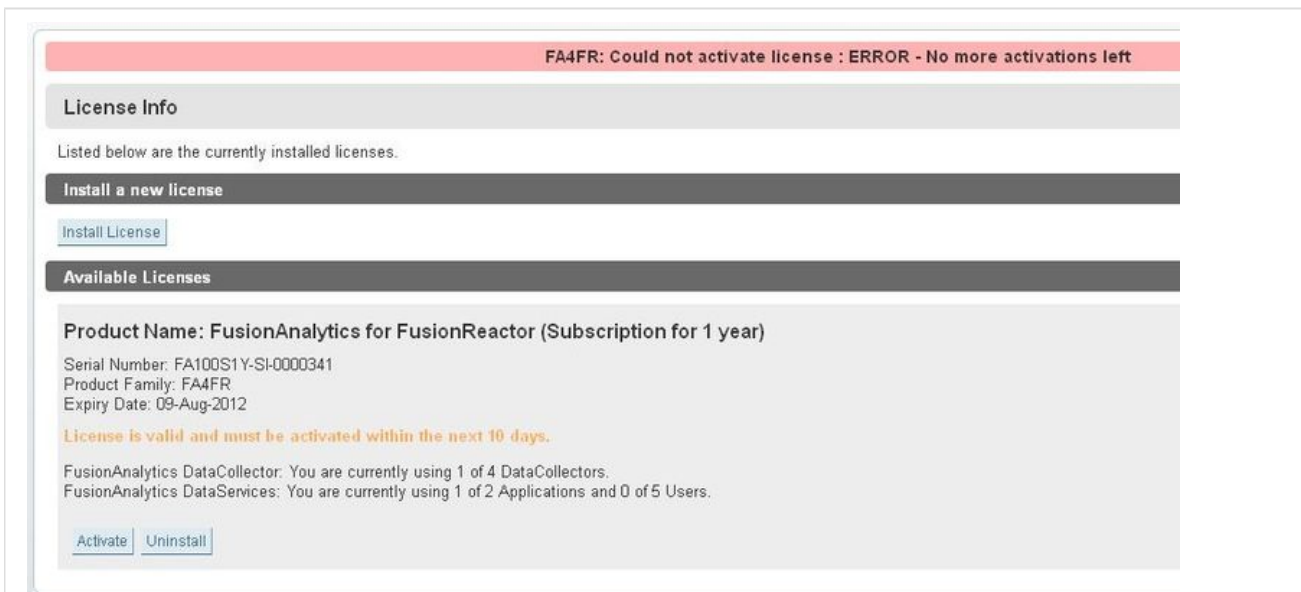 FA4FR: Could not activate license : ERROR - No more activations left
License Info
Listed below are the currently installed licenses.
Install a new license
Install License
Available Licenses
Product Name: FusionAnalytics for FusionReactor (Subscription for 1 year)
Serial Number: FA100S1Y-SI-0000341
Product Family: FA4FR
Expiry Date: 09-Aug-2012
License is valid and must be activated within the next 10 days.
FusionAnalytics DataCollector: You are currently using 1 of 4 DataCollectors.
FusionAnalytics DataServices: You are currently using 1 of 2 Applications and 0 of 5 Users.
Activate Uninstall